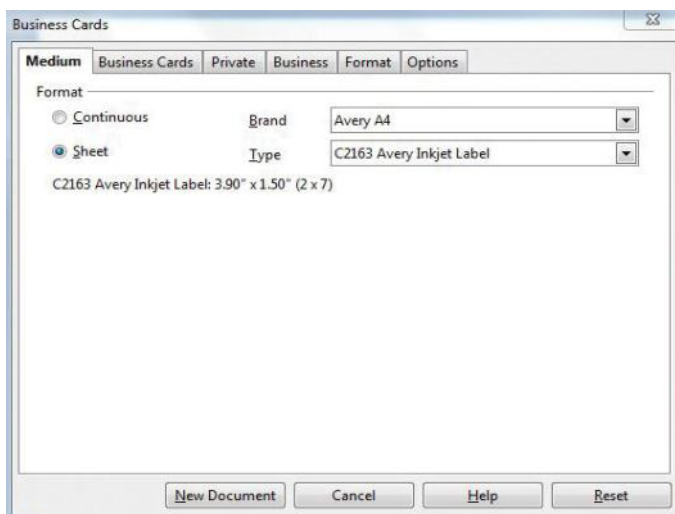 Business Cards
Medium Business Cards Private Business Format Options
Format
Continuous Brand Avery A4
Sheet Type C2163 Avery Inkjet Label
C2163 Avery Inkjet Label: 3.90" x 1.50" (2 x 7)
New Document Cancel Help Reset